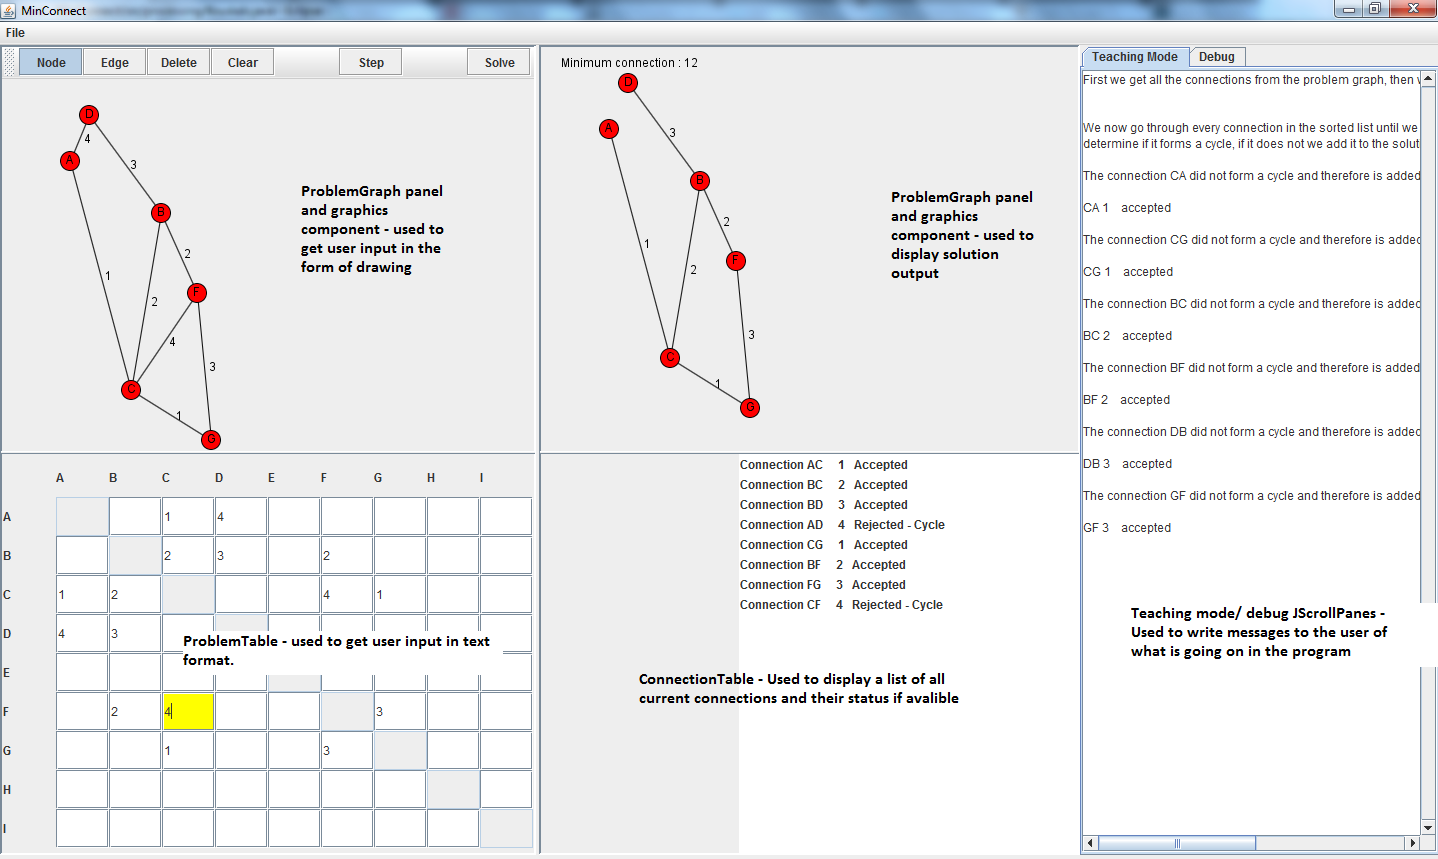 MinConnect
File
Node Edge Delete Clear Step Solve
D
4
A
3
B
2
1
F
2
4
3
C
1
G
ProblemGraph panel
and graphics
component - used to
get user input in the
form of drawing
Minimum connection : 12
D
3
A
B
2
1
F
2
3
C
1
G
ProblemGraph panel
and graphics
component - used to
display solution
output
A B C D E F G H I
A 1 4
B 2 3 2
C 1 2 4 1
D 4 3
E
F 2 4 3
G 1 3
H
I
ProblemTable - used to get user input in text
format.
Connection AC 1 Accepted
Connection BC 2 Accepted
Connection BD 3 Accepted
Connection AD 4 Rejected - Cycle
Connection CG 1 Accepted
Connection BF 2 Accepted
Connection FG 3 Accepted
Connection CF 4 Rejected - Cycle
ConnectionTable - Used to display a list of all
current connections and their status if avalible
Teaching Mode Debug
First we get all the connections from the problem graph, then
We now go through every connection in the sorted list until we
determine if it forms a cycle, if it does not we add it to the solut
The connection CA did not form a cycle and therefore is added
CA 1 accepted
The connection CG did not form a cycle and therefore is added
CG 1 accepted
The connection BC did not form a cycle and therefore is added
BC 2 accepted
The connection BF did not form a cycle and therefore is added
BF 2 accepted
The connection DB did not form a cycle and therefore is added
DB 3 accepted
The connection GF did not form a cycle and therefore is added
GF 3 accepted
Teaching mode/ debug JScrollPanes -
Used to write messages to the user of
what is going on in the program